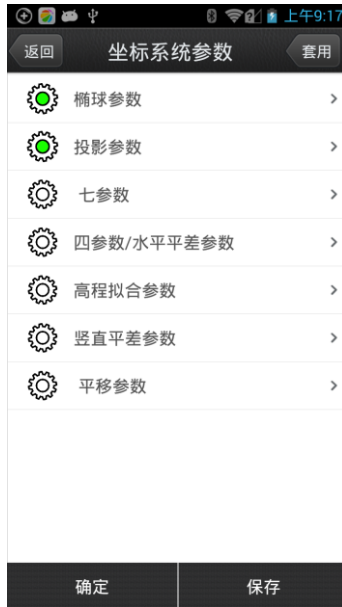 上午9:17
返回
坐标系统参数
套用
椭球参数
投影参数
七参数
四参数/水平平差参数
高程拟合参数
竖直平差参数
平移参数
确定
保存